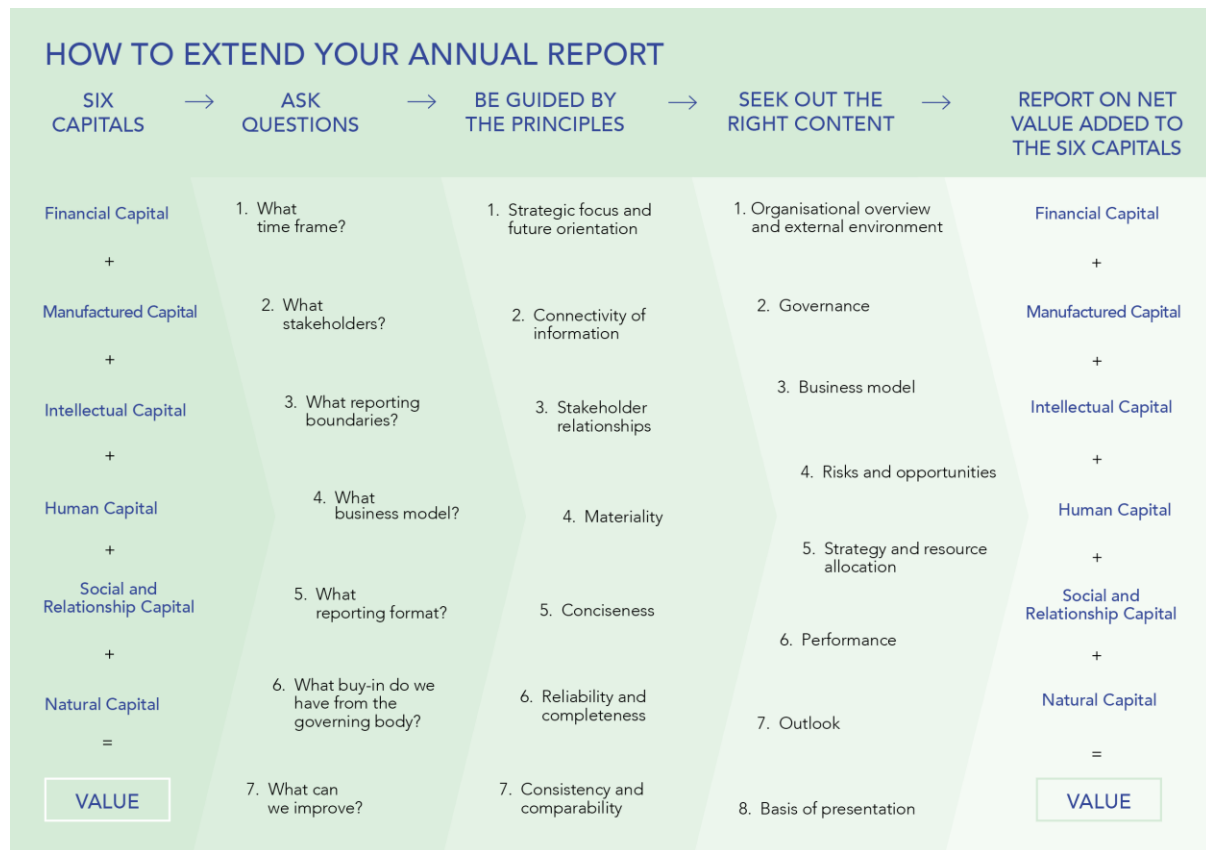 HOW TO EXTEND YOUR ANNUAL REPORT
SIX
CAPITALS
→
ASK
QUESTIONS
→
BE GUIDED BY
THE PRINCIPLES
→
SEEK OUT THE
RIGHT CONTENT
→
REPORT ON NET
VALUE ADDED TO
THE SIX CAPITALS
Financial Capital
+
Manufactured Capital
+
Intellectual Capital
+
Human Capital
+
Social and
Relationship Capital
+
Natural Capital
=
VALUE
1. What
time frame?
2. What
stakeholders?
3. What reporting
boundaries?
4. What
business model?
5. What
reporting format?
6. What buy-in do we
have from the
governing body?
7. What can
we improve?
1. Strategic focus and
future orientation
2. Connectivity of
information
3. Stakeholder
relationships
4. Materiality
5. Conciseness
6. Reliability and
completeness
7. Consistency and
comparability
1. Organisational overview
and external environment
2. Governance
3. Business model
4. Risks and opportunities
5. Strategy and resource
allocation
6. Performance
7. Outlook
8. Basis of presentation
Financial Capital
+
Manufactured Capital
+
Intellectual Capital
+
Human Capital
+
Social and
Relationship Capital
+
Natural Capital
=
VALUE